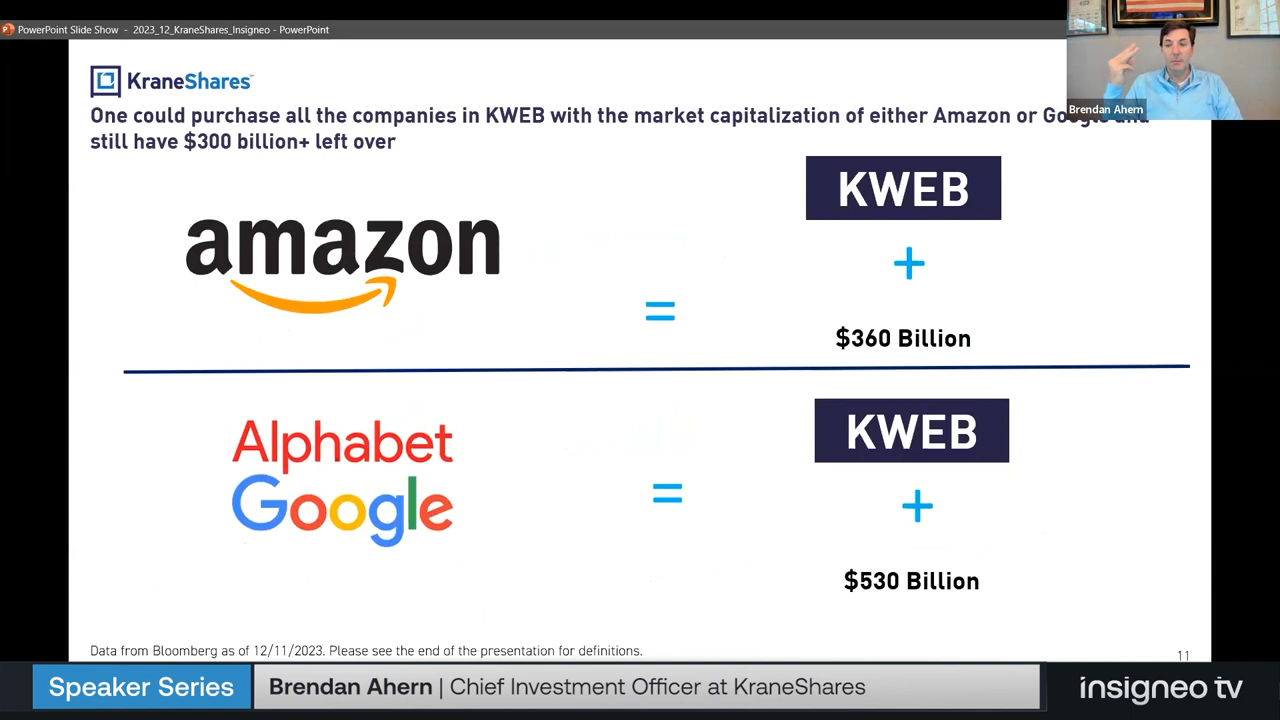 PowerPoint Slide Show - 2023_12_KraneShares_Insigneo - PowerPoint
Brendan Ahern
KraneShares
One could purchase all the companies in KWEB with the market capitalization of either Amazon or Google and
still have $300 billion+ left over
amazon
=
KWEB
+
$360 Billion
Alphabet
Google
=
KWEB
+
$530 Billion
Data from Bloomberg as of 12/11/2023. Please see the end of the presentation for definitions.
11
Speaker Series
Brendan Ahern | Chief Investment Officer at KraneShares
insigneo tv